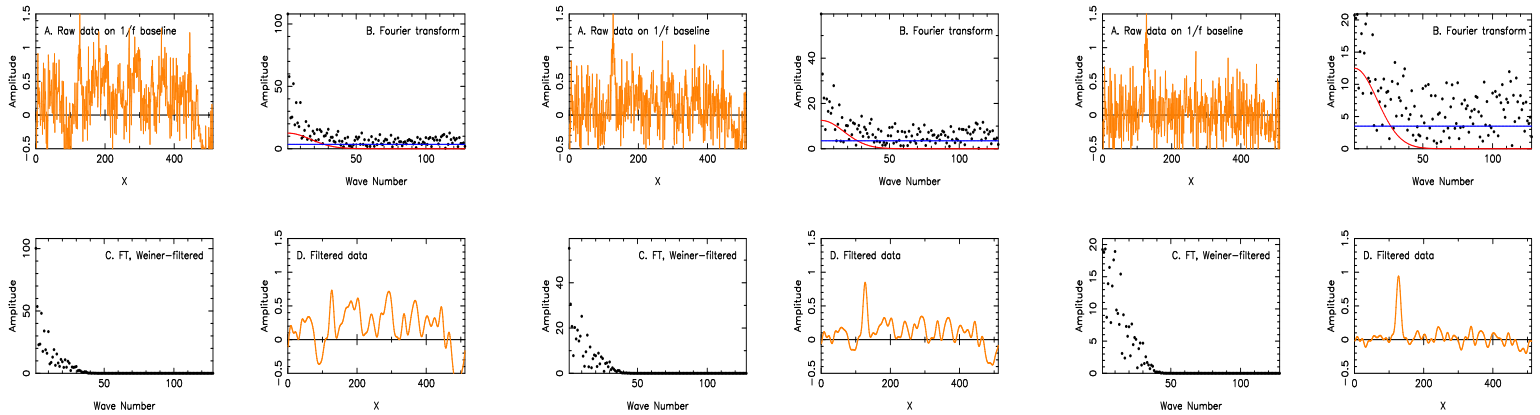 A. Raw data on 1/f baseline
Amplitude
1.5
1
0.5
0
−0.5
0
200
400
X
B. Fourier transform
Amplitude
100
50
0
50
100
Wave Number
A. Raw data on 1/f baseline
Amplitude
1.5
1
0.5
0
−0.5
0
200
400
X
B. Fourier transform
Amplitude
40
20
0
50
100
Wave Number
A. Raw data on 1/f baseline
Amplitude
1.5
1
0.5
0
−0.5
0
200
400
X
B. Fourier transform
Amplitude
20
15
10
5
0
50
100
Wave Number
C. FT, Weiner−filtered
Amplitude
100
50
0
50
100
Wave Number
D. Filtered data
Amplitude
1.5
1
0.5
0
−0.5
0
200
400
X
C. FT, Weiner−filtered
Amplitude
40
20
0
50
100
Wave Number
D. Filtered data
Amplitude
1.5
1
0.5
0
−0.5
0
200
400
X
C. FT, Weiner−filtered
Amplitude
20
15
10
5
0
50
100
Wave Number
D. Filtered data
Amplitude
1.5
1
0.5
0
−0.5
0
200
400
X